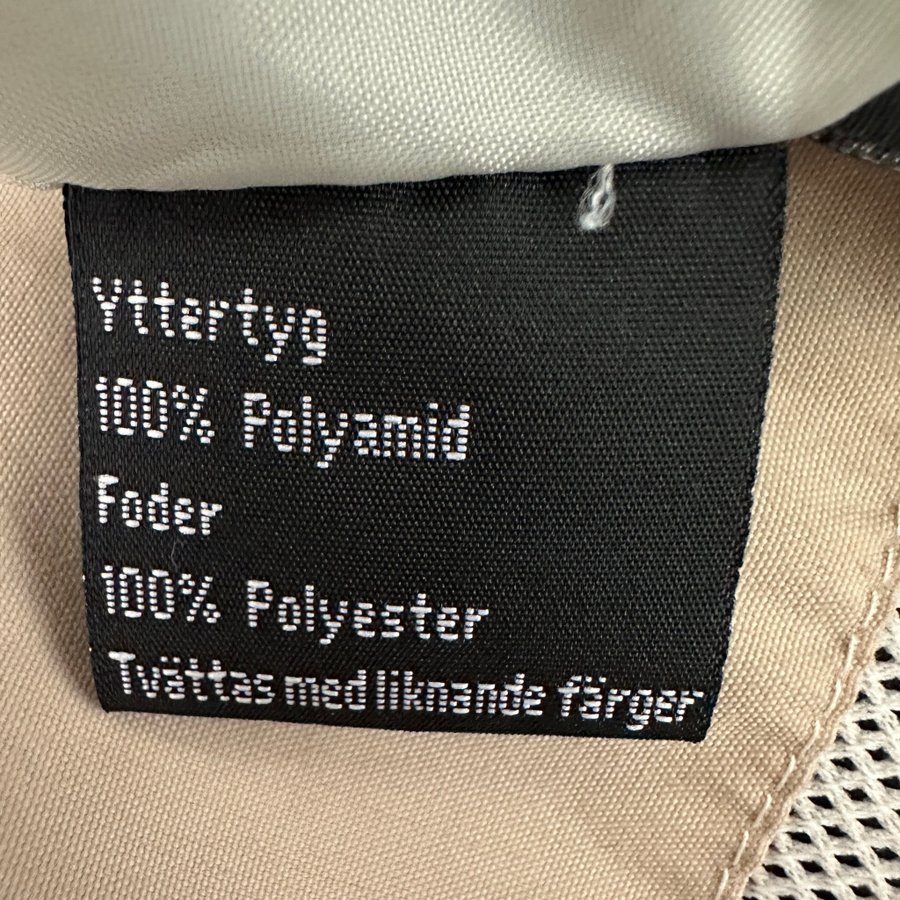 Yttertyg
100% Polyamid
Foder
100% Polyester
Tvättas med liknande färger